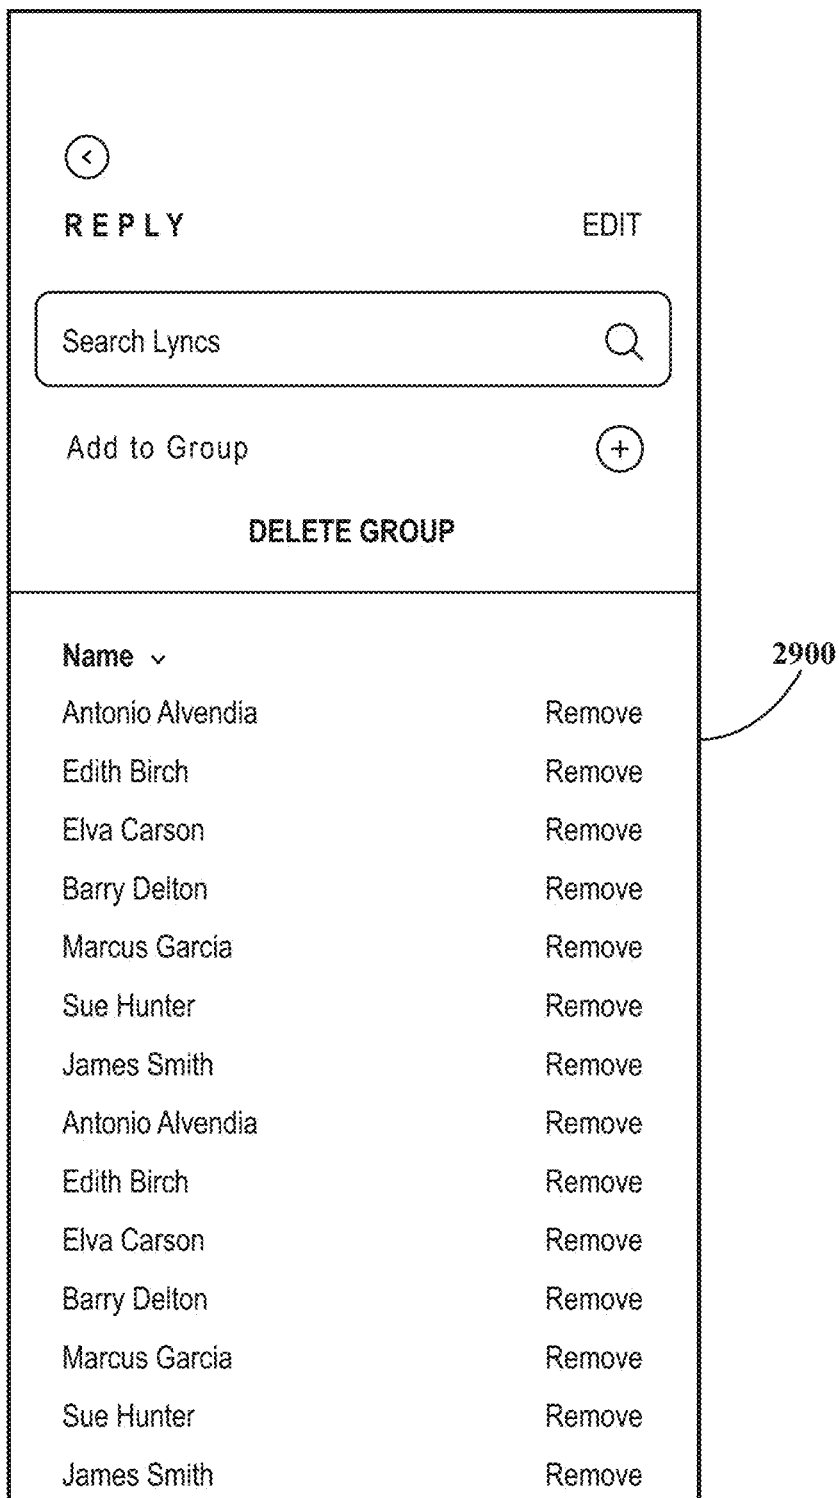 REPLY EDIT
Search Lyncs
Add to Group
DELETE GROUP
Name
2900
Antonio Alvendia Remove
Edith Birch Remove
Elva Carson Remove
Barry Delton Remove
Marcus Garcia Remove
Sue Hunter Remove
James Smith Remove
Antonio Alvendia Remove
Edith Birch Remove
Elva Carson Remove
Barry Delton Remove
Marcus Garcia Remove
Sue Hunter Remove
James Smith Remove